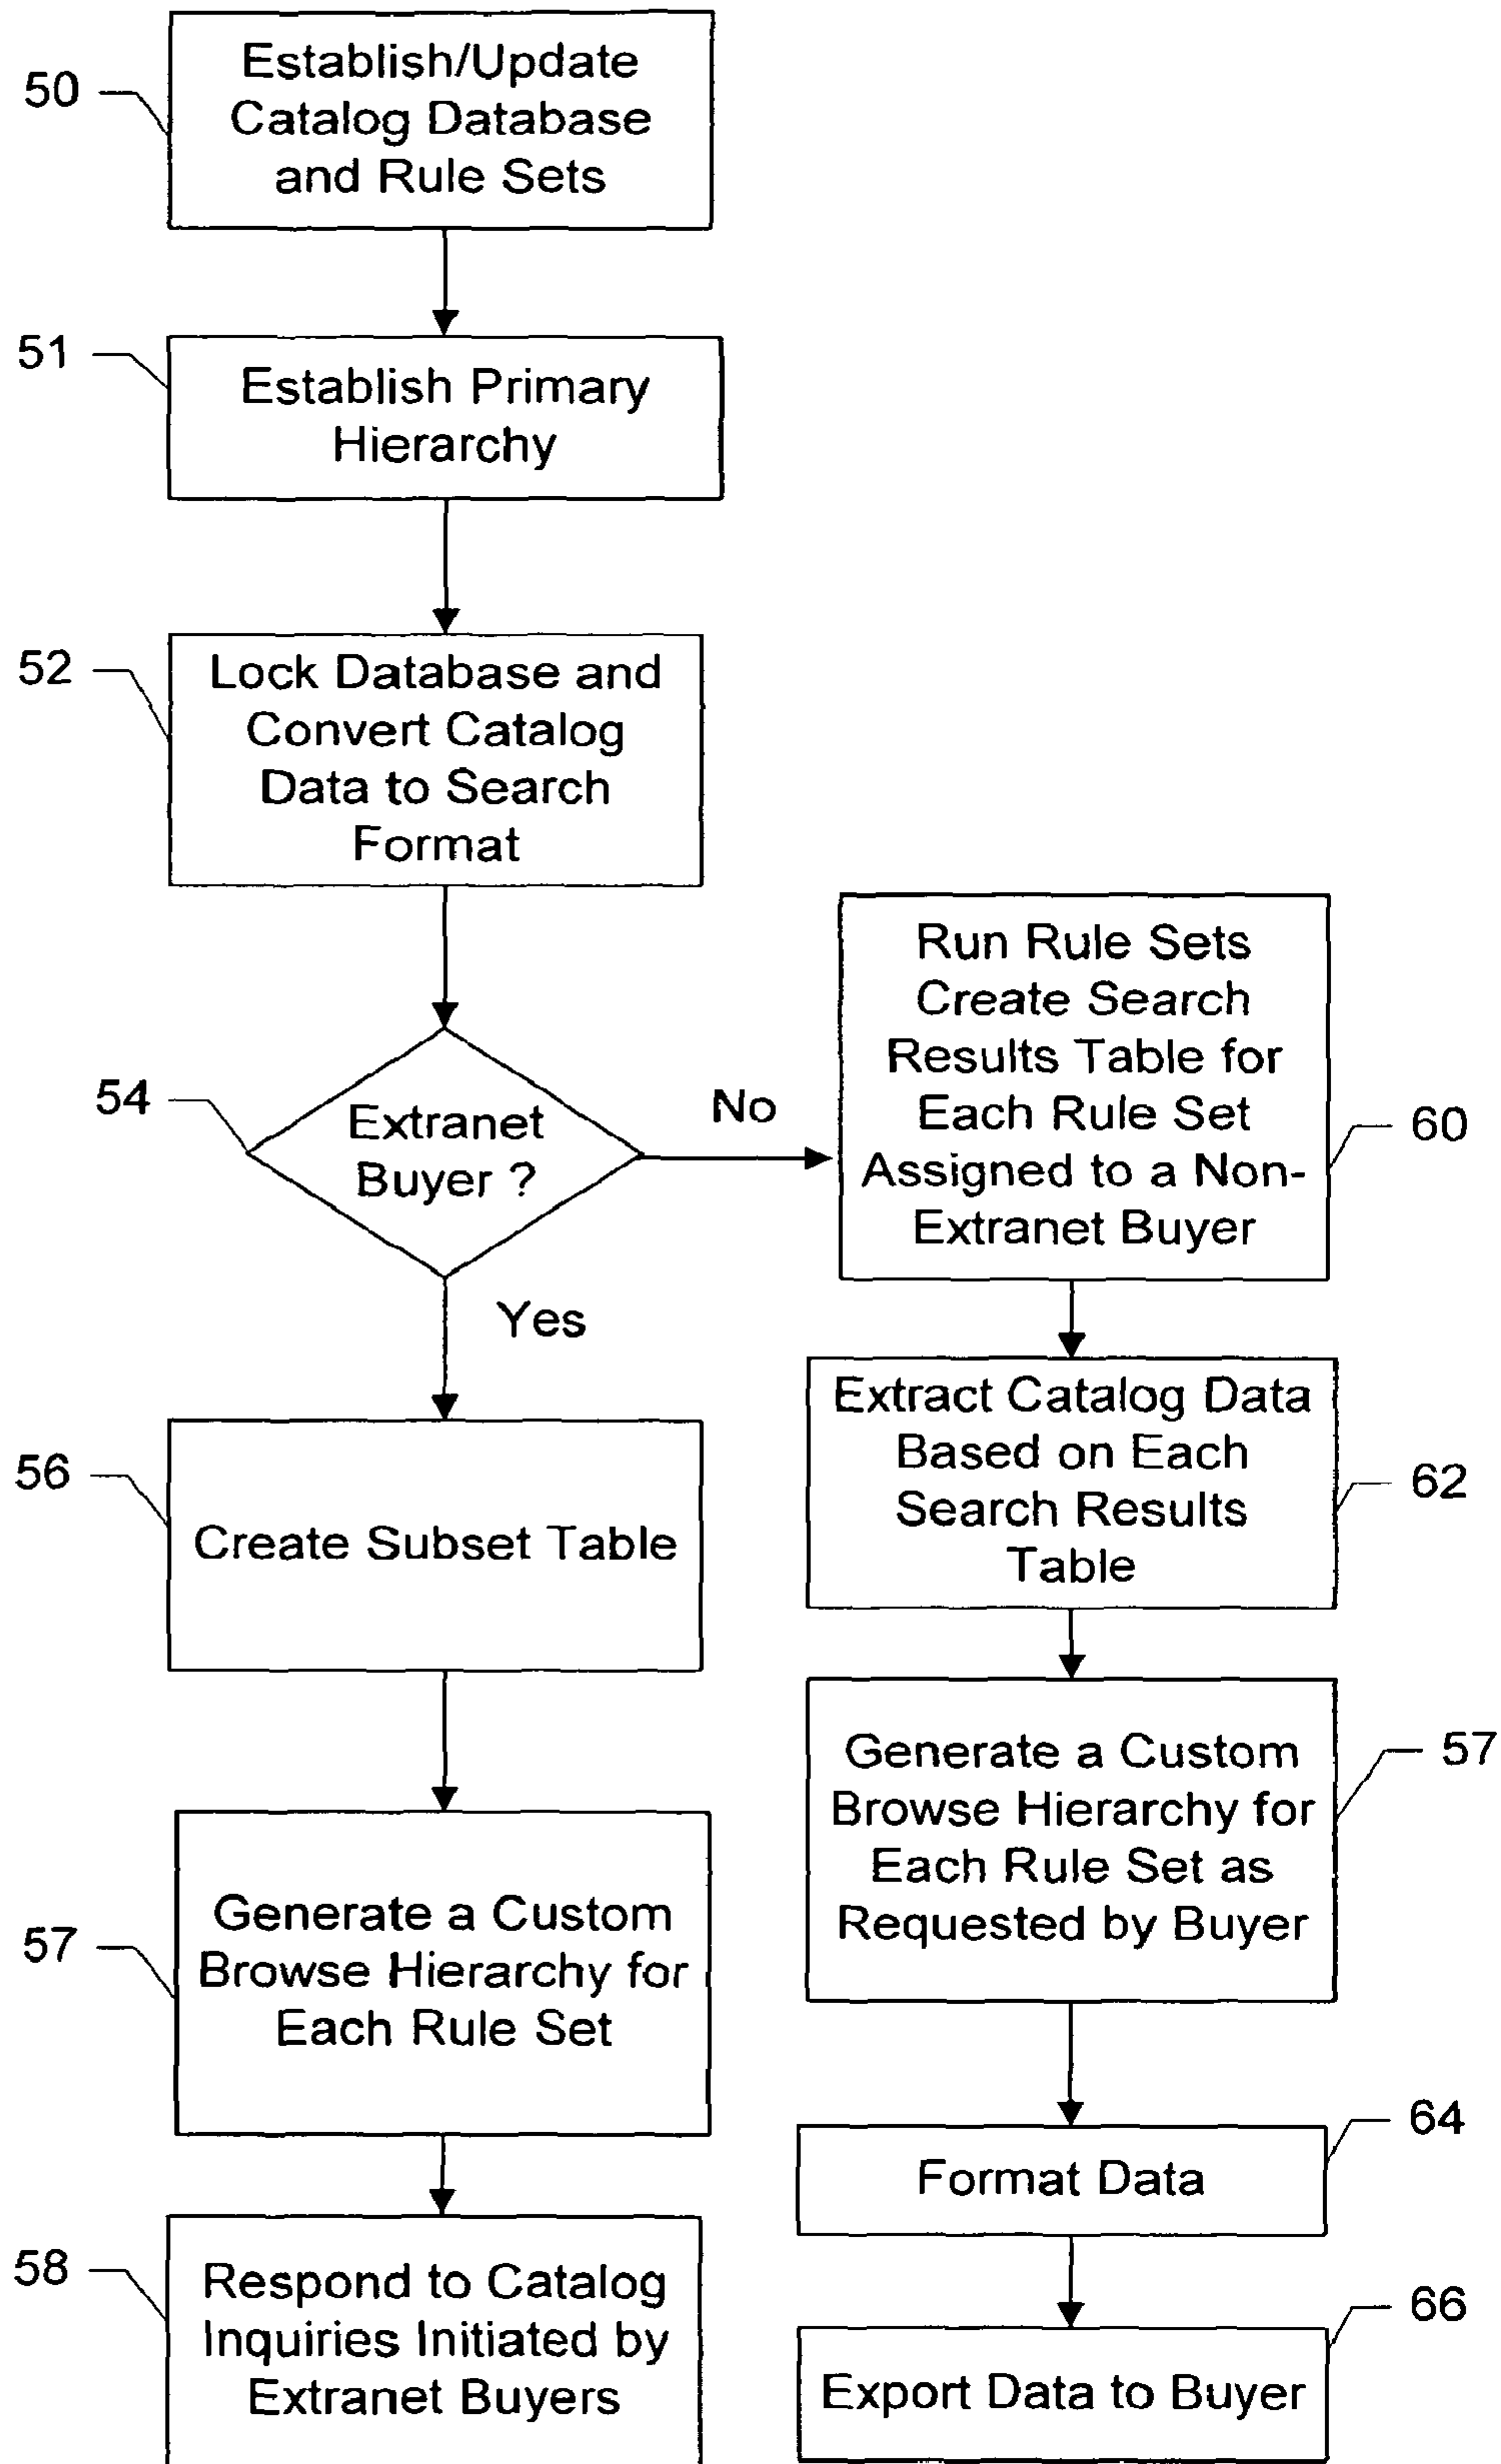 50
Establish/Update
Catalog Database
and Rule Sets
51
Establish Primary
Hierarchy
52
Lock Database and
Convert Catalog
Data to Search
Format
54
Extranet
Buyer ?
No
Yes
Run Rule Sets
Create Search
Results Table for
Each Rule Set
Assigned to a Non-
Extranet Buyer
60
Extract Catalog Data
Based on Each
Search Results
Table
62
56
Create Subset Table
Generate a Custom
Browse Hierarchy for
Each Rule Set as
Requested by Buyer
57
57
Generate a Custom
Browse Hierarchy for
Each Rule Set
64
Format Data
58
Respond to Catalog
Inquiries Initiated by
Extranet Buyers
66
Export Data to Buyer